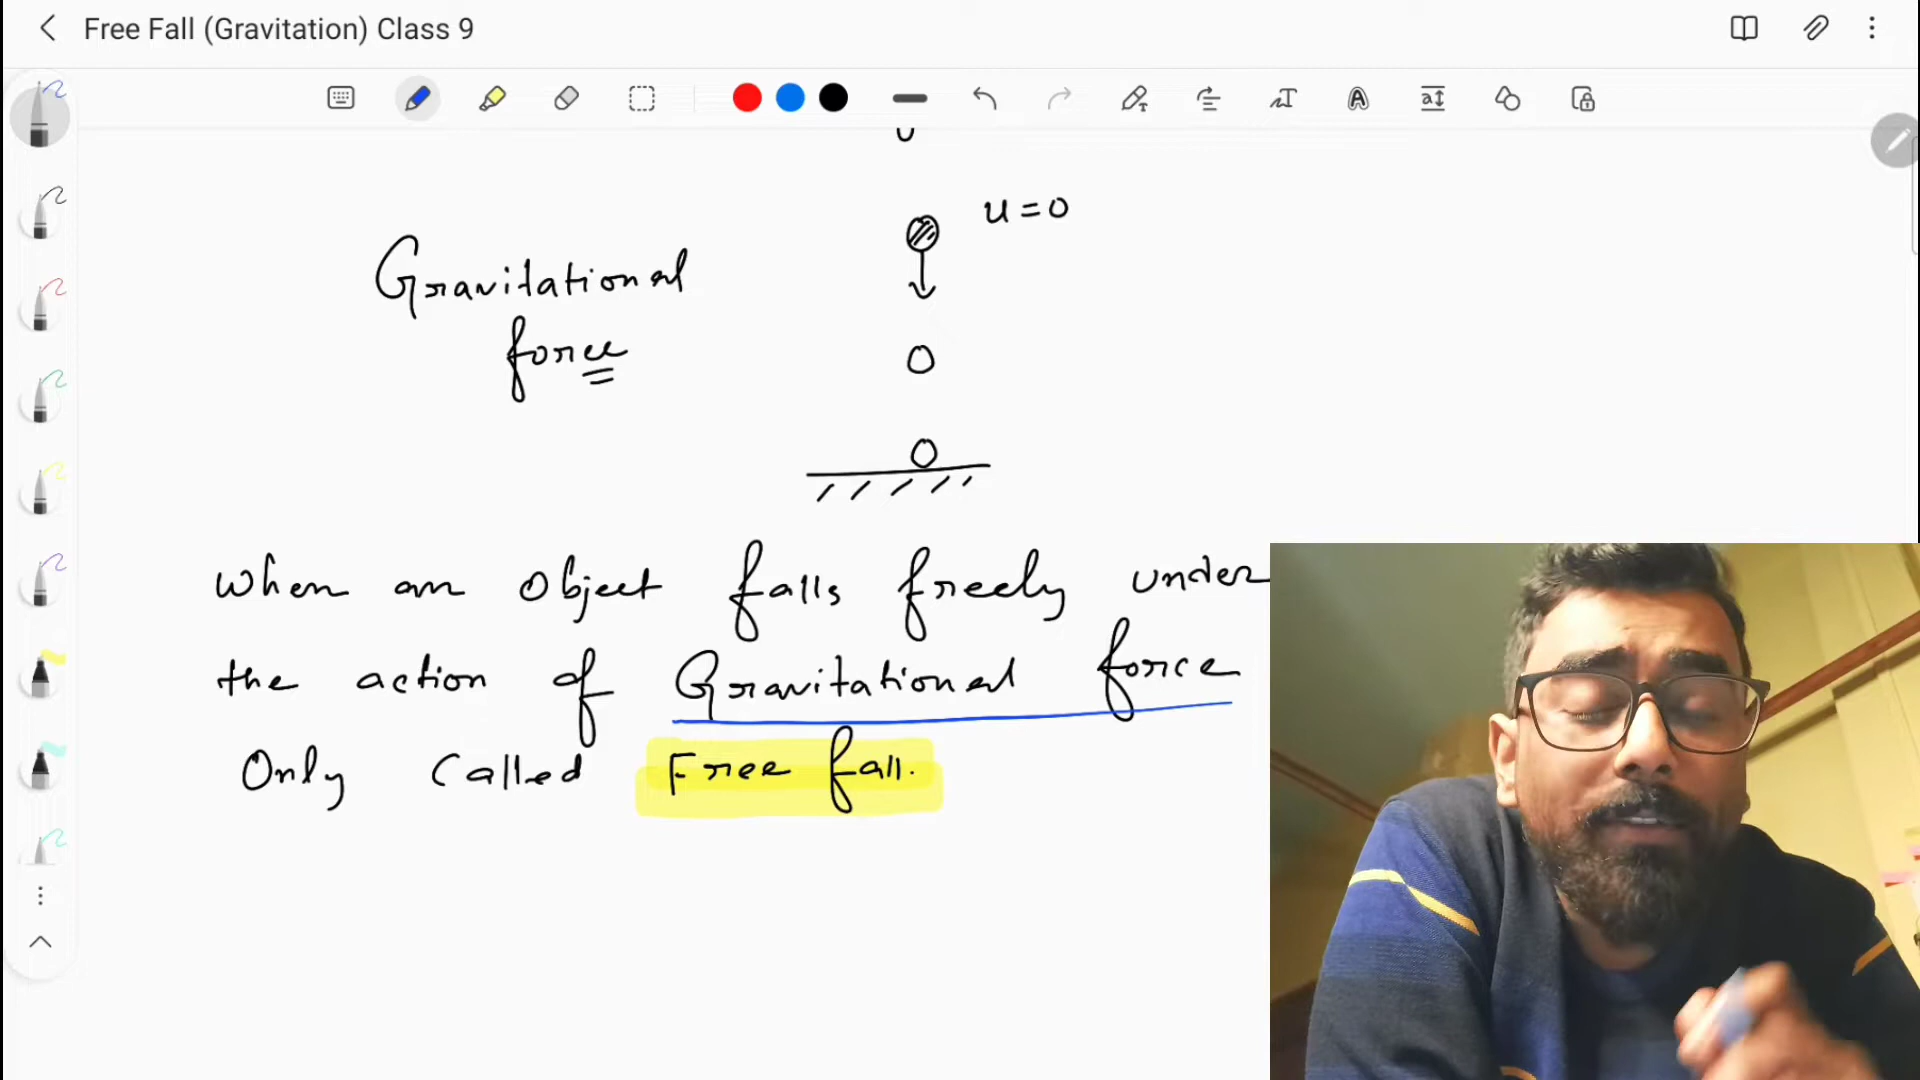 Free Fall (Gravitation) Class 9
u = 0
Gravitational
force
When an object falls freely under
the action of Gravitational force
Only called Free fall.